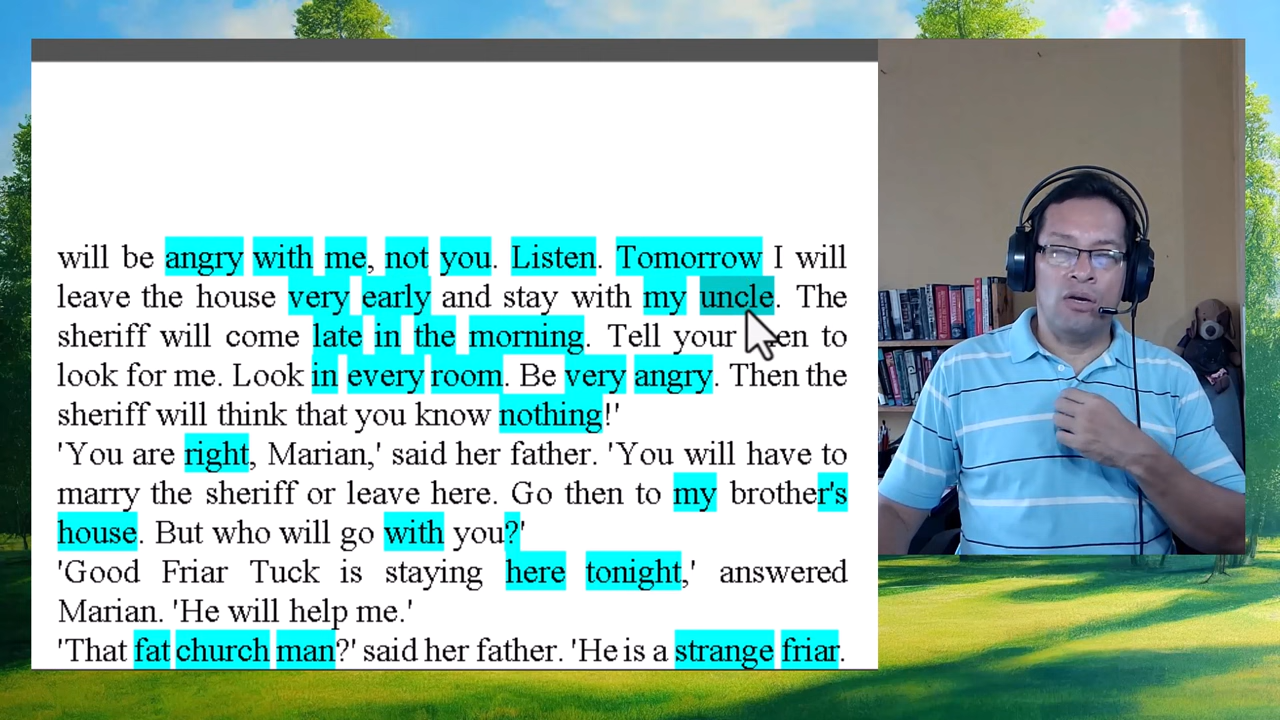 will be angry with me, not you. Listen. Tomorrow I will
leave the house very early and stay with my uncle. The
sheriff will come late in the morning. Tell your men to
look for me. Look in every room. Be very angry. Then the
sheriff will think that you know nothing!'
'You are right, Marian,' said her father. 'You will have to
marry the sheriff or leave here. Go then to my brother's
house. But who will go with you?'
'Good Friar Tuck is staying here tonight,' answered
Marian. 'He will help me.'
'That fat church man?' said her father. 'He is a strange friar.